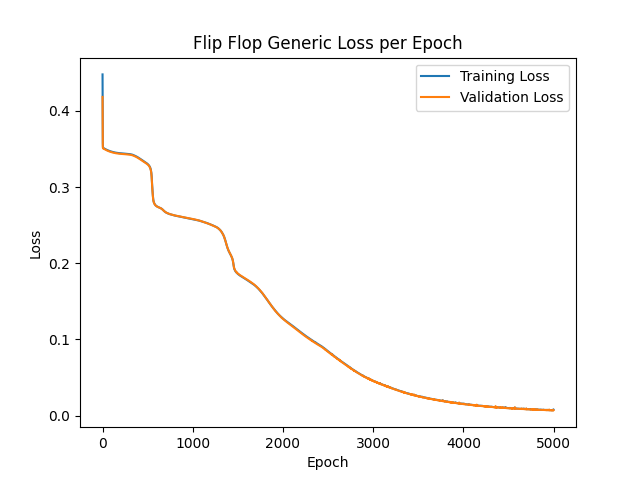 Flip Flop Generic Loss per Epoch
Training Loss
Validation Loss
0.4
0.3
0.2
0.1
0.0
Loss
0 1000 2000 3000 4000 5000
Epoch